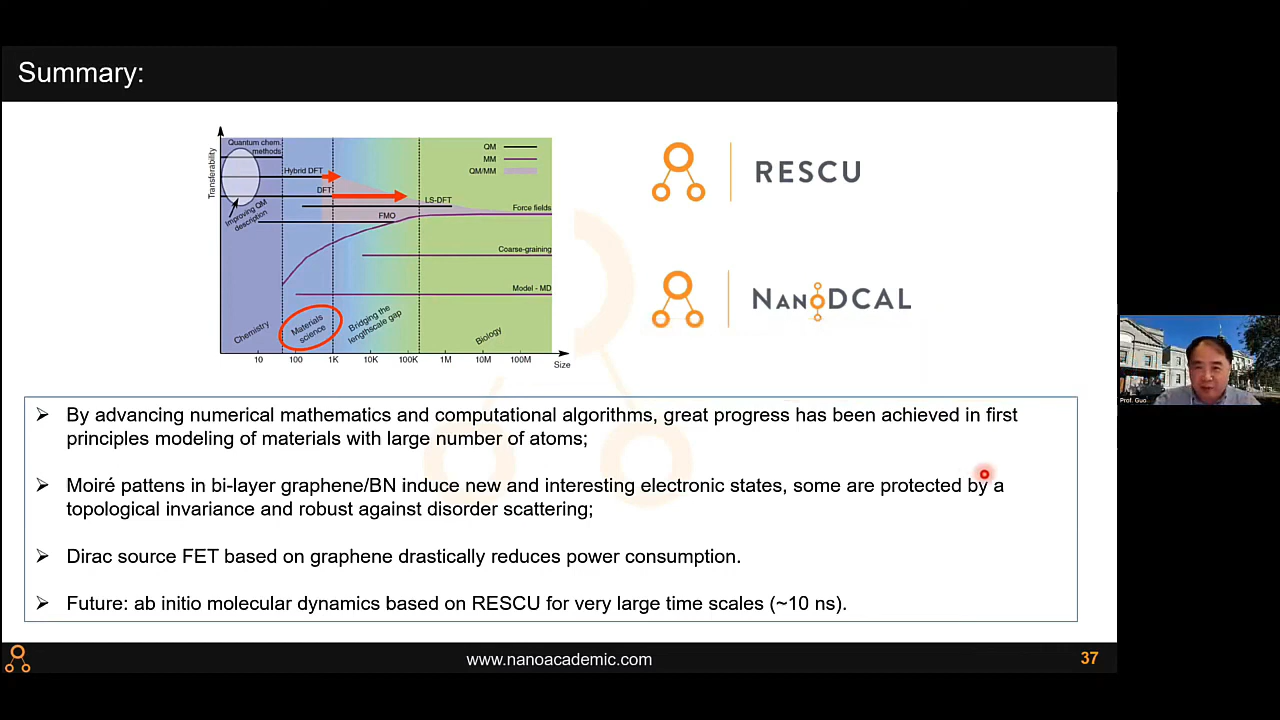 Summary:
Transferability
Quantum chem.
methods
Hybrid DFT
DFT
LS-DFT
FMO
Improving QM
description
QM
MM
QM/MM
Force fields
Coarse-graining
Model - MD
Chemistry
Materials
science
Bridging the
lengthscale gap
Biology
10 100 1K 10K 100K 1M 10M 100M
Size
RESCU
NANODCAL
➢ By advancing numerical mathematics and computational algorithms, great progress has been achieved in first
principles modeling of materials with large number of atoms;
➢ Moiré pattens in bi-layer graphene/BN induce new and interesting electronic states, some are protected by a
topological invariance and robust against disorder scattering;
➢ Dirac source FET based on graphene drastically reduces power consumption.
➢ Future: ab initio molecular dynamics based on RESCU for very large time scales (~10 ns).
www.nanoacademic.com
37
Prof. Guo